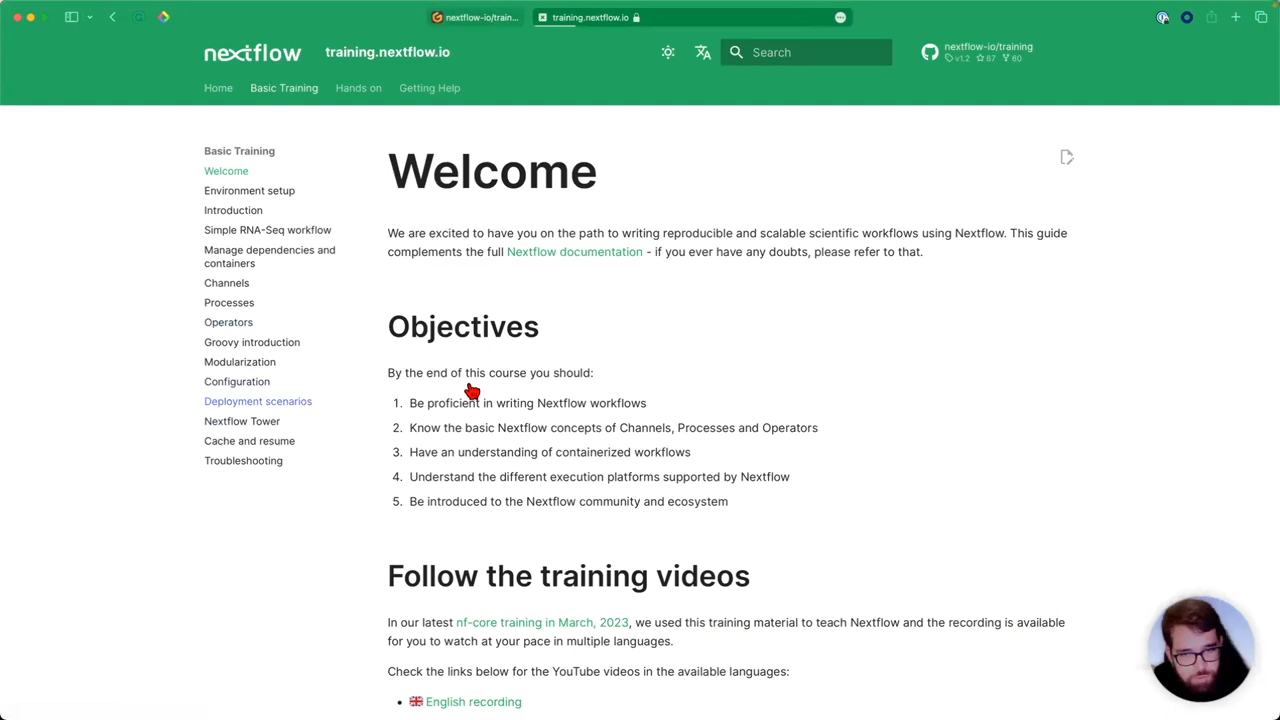 nextflow-io/train...
training.nextflow.io
nextflow
training.nextflow.io
Search
nextflow-io/training
v1.2 67 60
Home
Basic Training
Hands on
Getting Help
Basic Training
Welcome
Environment setup
Introduction
Simple RNA-Seq workflow
Manage dependencies and
containers
Channels
Processes
Operators
Groovy introduction
Modularization
Configuration
Deployment scenarios
Nextflow Tower
Cache and resume
Troubleshooting
Welcome
We are excited to have you on the path to writing reproducible and scalable scientific workflows using Nextflow. This guide
complements the full Nextflow documentation - if you ever have any doubts, please refer to that.
Objectives
By the end of this course you should:
1. Be proficient in writing Nextflow workflows
2. Know the basic Nextflow concepts of Channels, Processes and Operators
3. Have an understanding of containerized workflows
4. Understand the different execution platforms supported by Nextflow
5. Be introduced to the Nextflow community and ecosystem
Follow the training videos
In our latest nf-core training in March, 2023, we used this training material to teach Nextflow and the recording is available
for you to watch at your pace in multiple languages.
Check the links below for the YouTube videos in the available languages:
• English recording